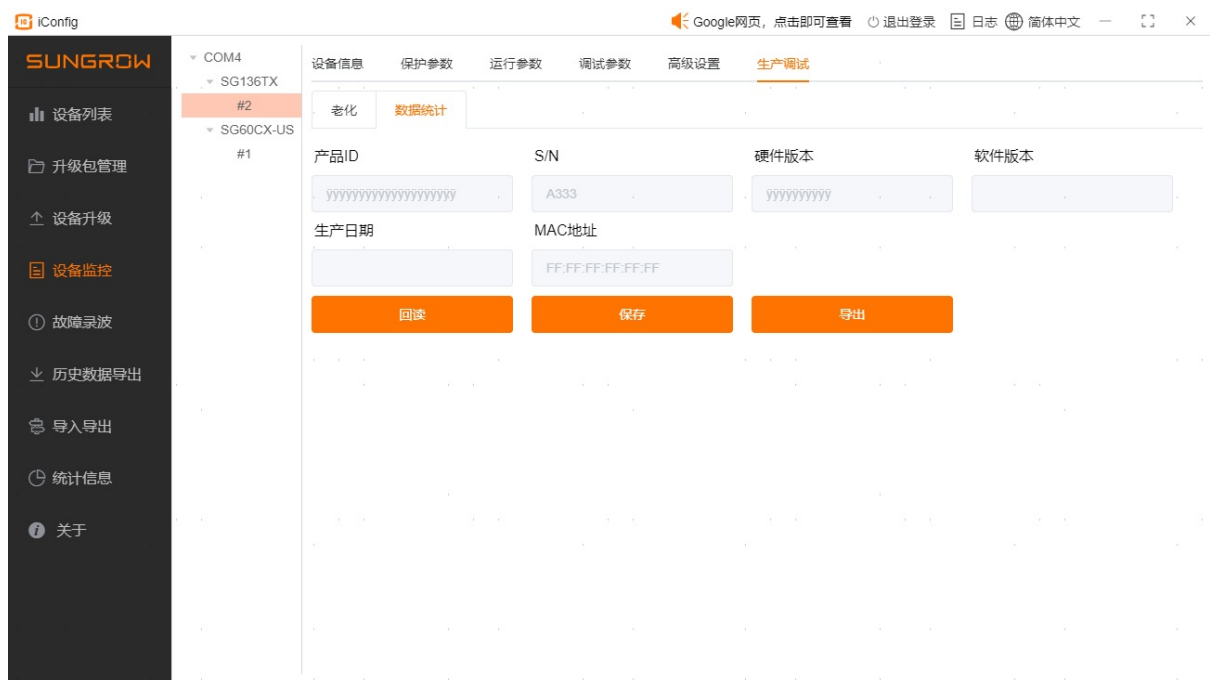 iConfig
Google网页，点击即可查看 退出登录 日志 简体中文
SUNGROW
设备列表
升级包管理
设备升级
设备监控
故障录波
历史数据导出
导入导出
统计信息
关于
COM4
SG136TX
#2
SG60CX-US
#1
设备信息 保护参数 运行参数 调试参数 高级设置 生产调试
老化 数据统计
产品ID S/N 硬件版本 软件版本
ÿÿÿÿÿÿÿÿÿÿÿÿÿÿÿÿÿÿÿÿ A333 ÿÿÿÿÿÿÿÿÿÿ
生产日期 MAC地址
FF:FF:FF:FF:FF:FF
回读 保存 导出